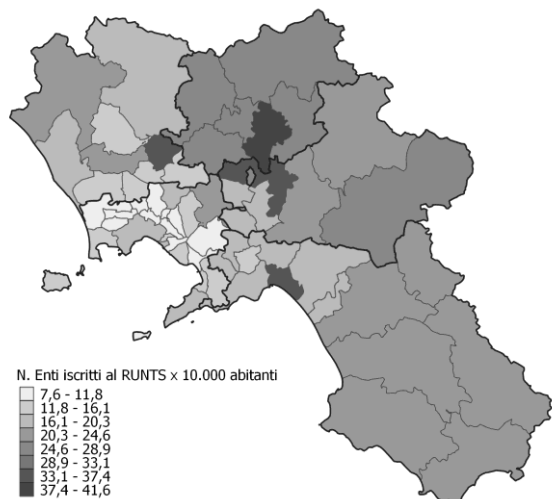 N. Enti iscritti al RUNTS x 10.000 abitanti
7,6 - 11,8
11,8 - 16,1
16,1 - 20,3
20,3 - 24,6
24,6 - 28,9
28,9 - 33,1
33,1 - 37,4
37,4 - 41,6